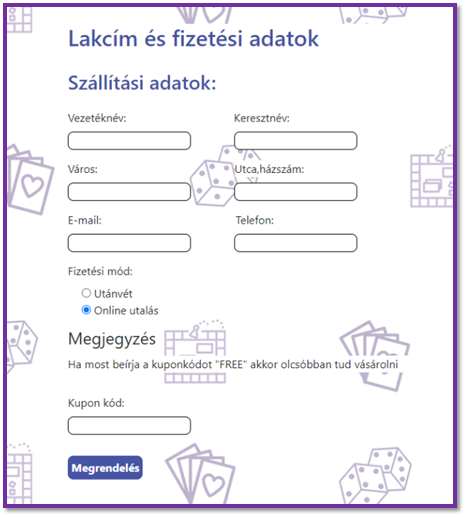 Lakcím és fizetési adatok
Szállítási adatok:
Vezetéknév: Keresztnév:
Város: Utca,házszám:
E-mail: Telefon:
Fizetési mód:
Utánvét
Online utalás
Megjegyzés
Ha most beírja a kuponkódot "FREE" akkor olcsóbban tud vásárolni
Kupon kód:
Megrendelés